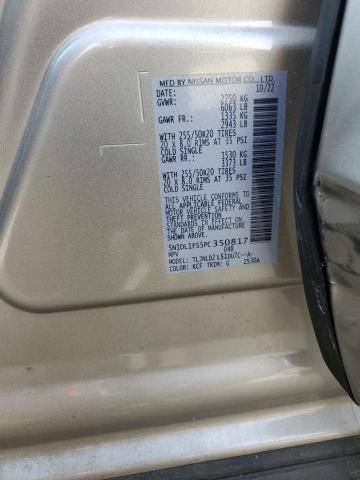 MFD BY NISSAN MOTOR CO., LTD.
DATE: 10/22
GVWR: 2750 KG
6063 LB
GAWR FR.: 1335 KG
2943 LB
WITH 255/50R20 TIRES
20 X 8.0 RIMS AT 35 PSI
COLD SINGLE
GAWR RR.: 1530 KG
3373 LB
WITH 255/50R20 TIRES
20 X 8.0 RIMS AT 35 PSI
COLD SINGLE
THIS VEHICLE CONFORMS TO ALL
APPLICABLE FEDERAL MOTOR
VEHICLE SAFETY AND
THEFT PREVENTION
STANDARDS IN EFFECT
ON THE DATE OF
MANUFACTURE SHOWN ABOVE.
5N1DL1FS5PC350817
MPV 048
MODEL: TLJNLDZL51DU7C--A-
COLOR: KCF TRIM: G Z530A